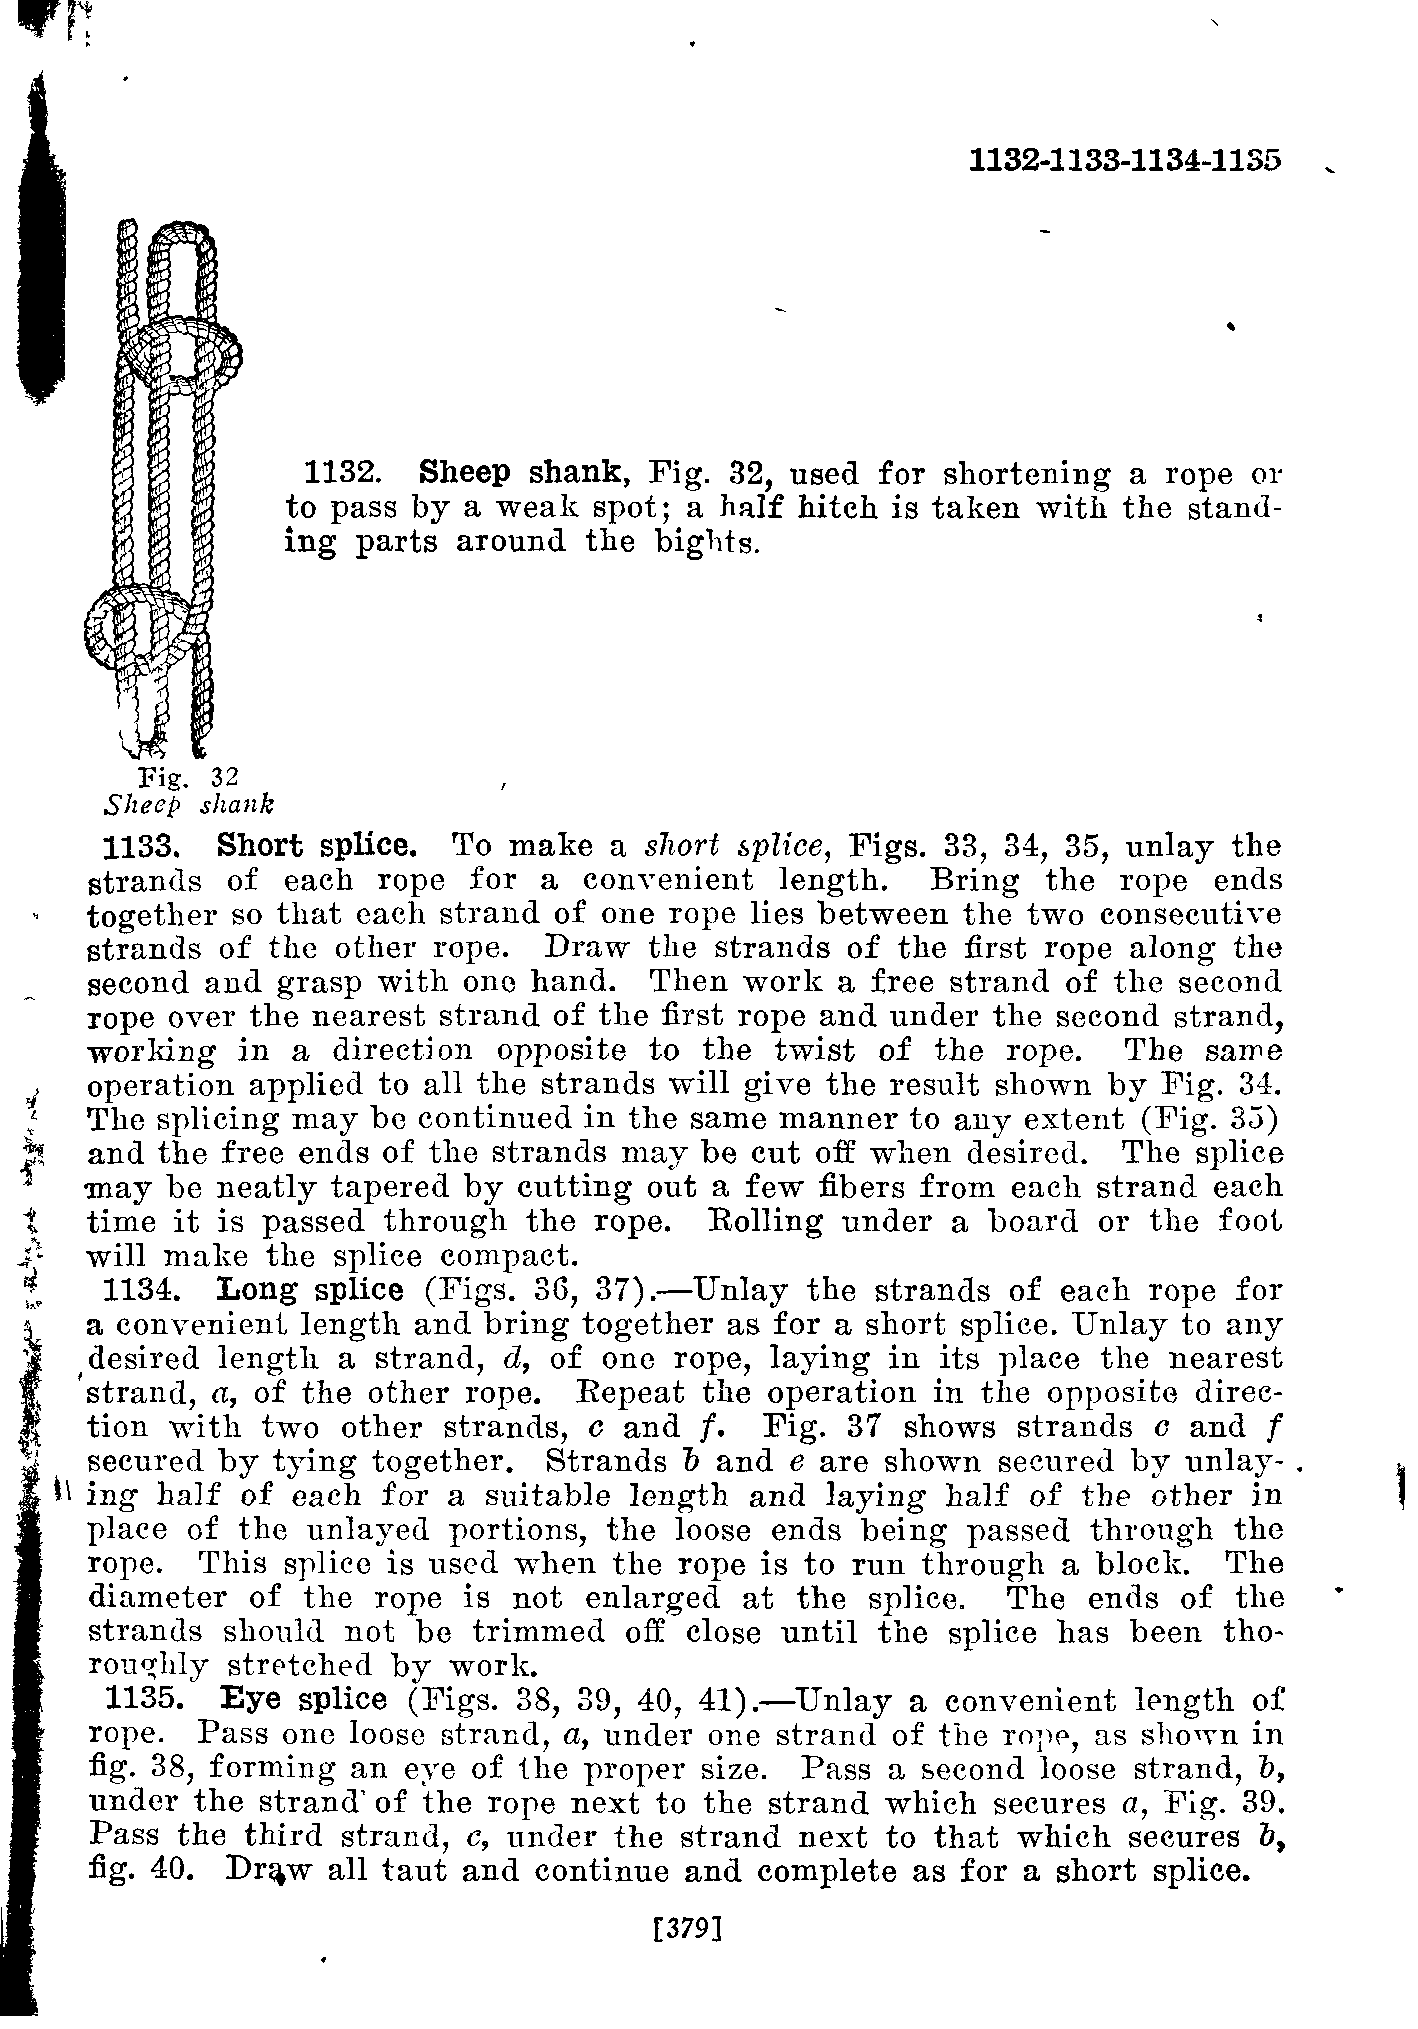 1132-1133-1134-1135
1132. Sheep shank, Fig. 32, used for shortening a rope or
to pass by a weak spot; a half hitch is taken with the stand-
ing parts around the bights.
Fig. 32
Sheep shank
1133. Short splice. To make a short splice, Figs. 33, 34, 35, unlay the
strands of each rope for a convenient length. Bring the rope ends
together so that each strand of one rope lies between the two consecutive
strands of the other rope. Draw the strands of the first rope along the
second and grasp with one hand. Then work a free strand of the second
rope over the nearest strand of the first rope and under the second strand,
working in a direction opposite to the twist of the rope. The same
operation applied to all the strands will give the result shown by Fig. 34.
The splicing may be continued in the same manner to any extent (Fig. 35)
and the free ends of the strands may be cut off when desired. The splice
may be neatly tapered by cutting out a few fibers from each strand each
time it is passed through the rope. Rolling under a board or the foot
will make the splice compact.
1134. Long splice (Figs. 36, 37).—Unlay the strands of each rope for
a convenient length and bring together as for a short splice. Unlay to any
desired length a strand, d, of one rope, laying in its place the nearest
strand, a, of the other rope. Repeat the operation in the opposite direc-
tion with two other strands, c and f. Fig. 37 shows strands c and f
secured by tying together. Strands b and e are shown secured by unlay-
ing half of each for a suitable length and laying half of the other in
place of the unlayed portions, the loose ends being passed through the
rope. This splice is used when the rope is to run through a block. The
diameter of the rope is not enlarged at the splice. The ends of the
strands should not be trimmed off close until the splice has been tho-
roughly stretched by work.
1135. Eye splice (Figs. 38, 39, 40, 41).—Unlay a convenient length of
rope. Pass one loose strand, a, under one strand of the rope, as shown in
fig. 38, forming an eye of the proper size. Pass a second loose strand, b,
under the strand of the rope next to the strand which secures a, Fig. 39.
Pass the third strand, c, under the strand next to that which secures b,
fig. 40. Draw all taut and continue and complete as for a short splice.
[379]